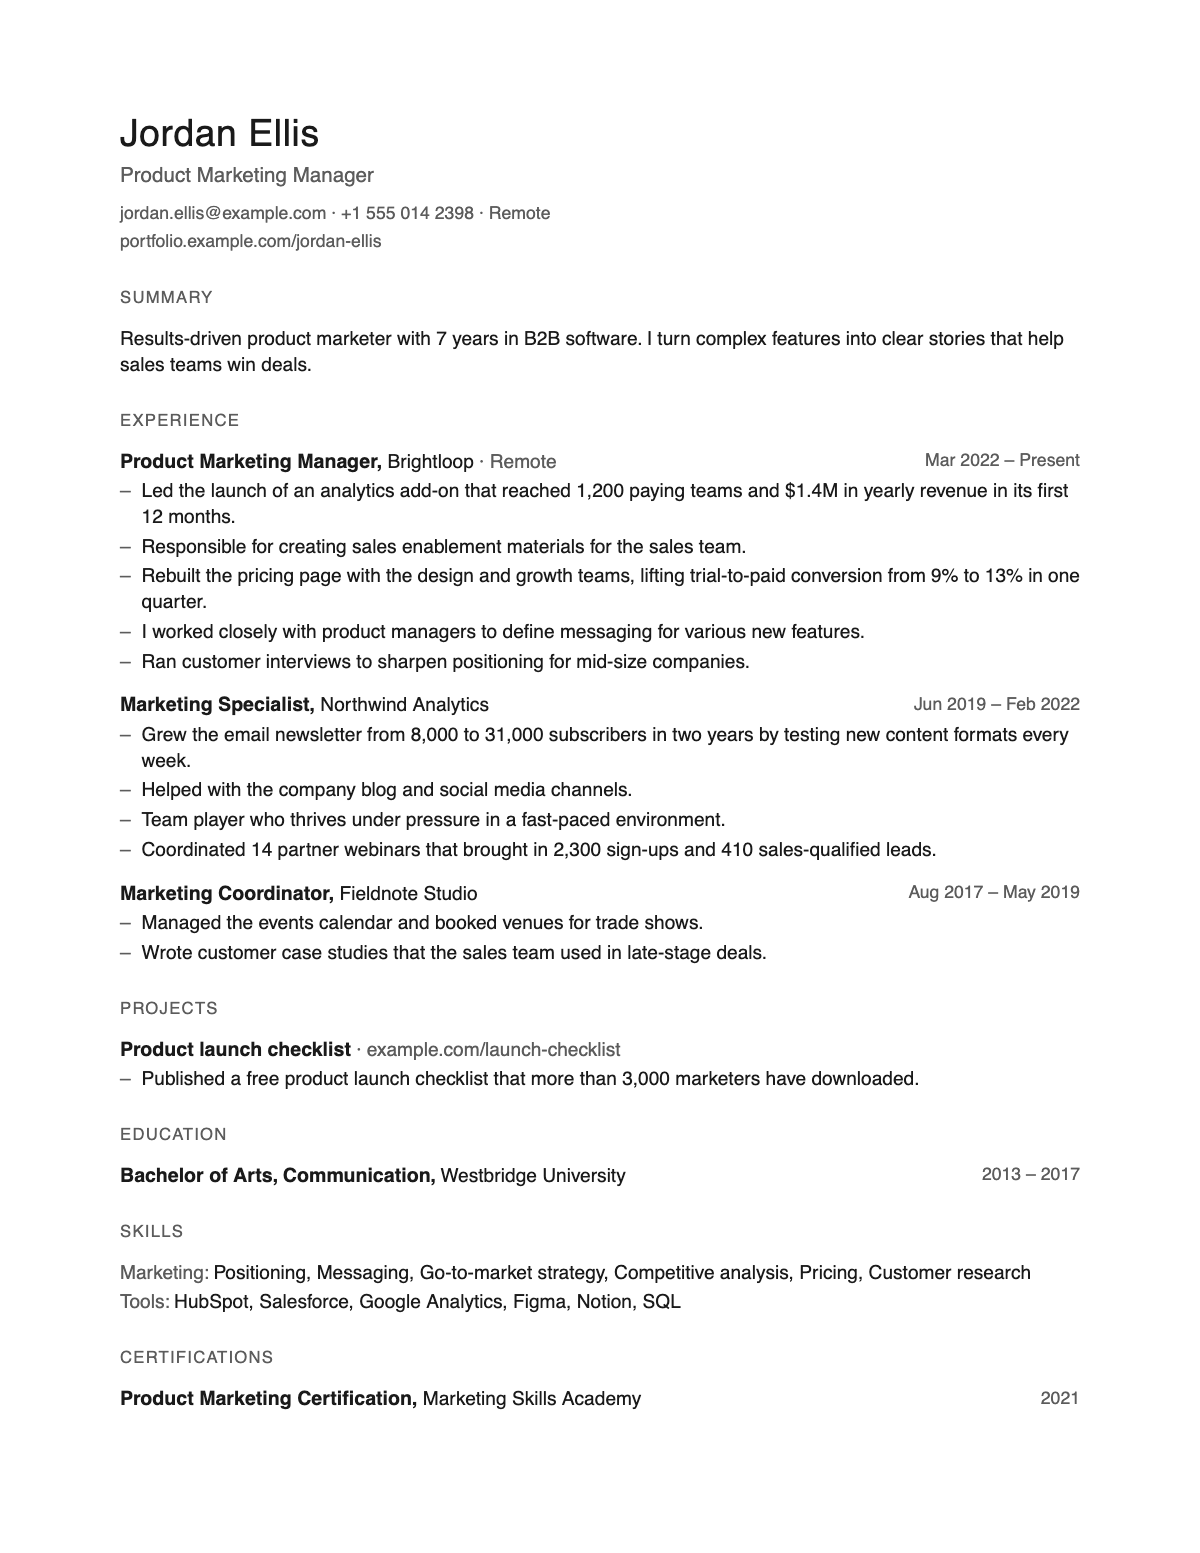 Jordan Ellis
Product Marketing Manager
jordan.ellis@example.com · +1 555 014 2398 · Remote
portfolio.example.com/jordan-ellis
SUMMARY
Results-driven product marketer with 7 years in B2B software. I turn complex features into clear stories that help
sales teams win deals.
EXPERIENCE
Product Marketing Manager, Brightloop · Remote Mar 2022 – Present
– Led the launch of an analytics add-on that reached 1,200 paying teams and $1.4M in yearly revenue in its first
12 months.
– Responsible for creating sales enablement materials for the sales team.
– Rebuilt the pricing page with the design and growth teams, lifting trial-to-paid conversion from 9% to 13% in one
quarter.
– I worked closely with product managers to define messaging for various new features.
– Ran customer interviews to sharpen positioning for mid-size companies.
Marketing Specialist, Northwind Analytics Jun 2019 – Feb 2022
– Grew the email newsletter from 8,000 to 31,000 subscribers in two years by testing new content formats every
week.
– Helped with the company blog and social media channels.
– Team player who thrives under pressure in a fast-paced environment.
– Coordinated 14 partner webinars that brought in 2,300 sign-ups and 410 sales-qualified leads.
Marketing Coordinator, Fieldnote Studio Aug 2017 – May 2019
– Managed the events calendar and booked venues for trade shows.
– Wrote customer case studies that the sales team used in late-stage deals.
PROJECTS
Product launch checklist · example.com/launch-checklist
– Published a free product launch checklist that more than 3,000 marketers have downloaded.
EDUCATION
Bachelor of Arts, Communication, Westbridge University 2013 – 2017
SKILLS
Marketing: Positioning, Messaging, Go-to-market strategy, Competitive analysis, Pricing, Customer research
Tools: HubSpot, Salesforce, Google Analytics, Figma, Notion, SQL
CERTIFICATIONS
Product Marketing Certification, Marketing Skills Academy 2021